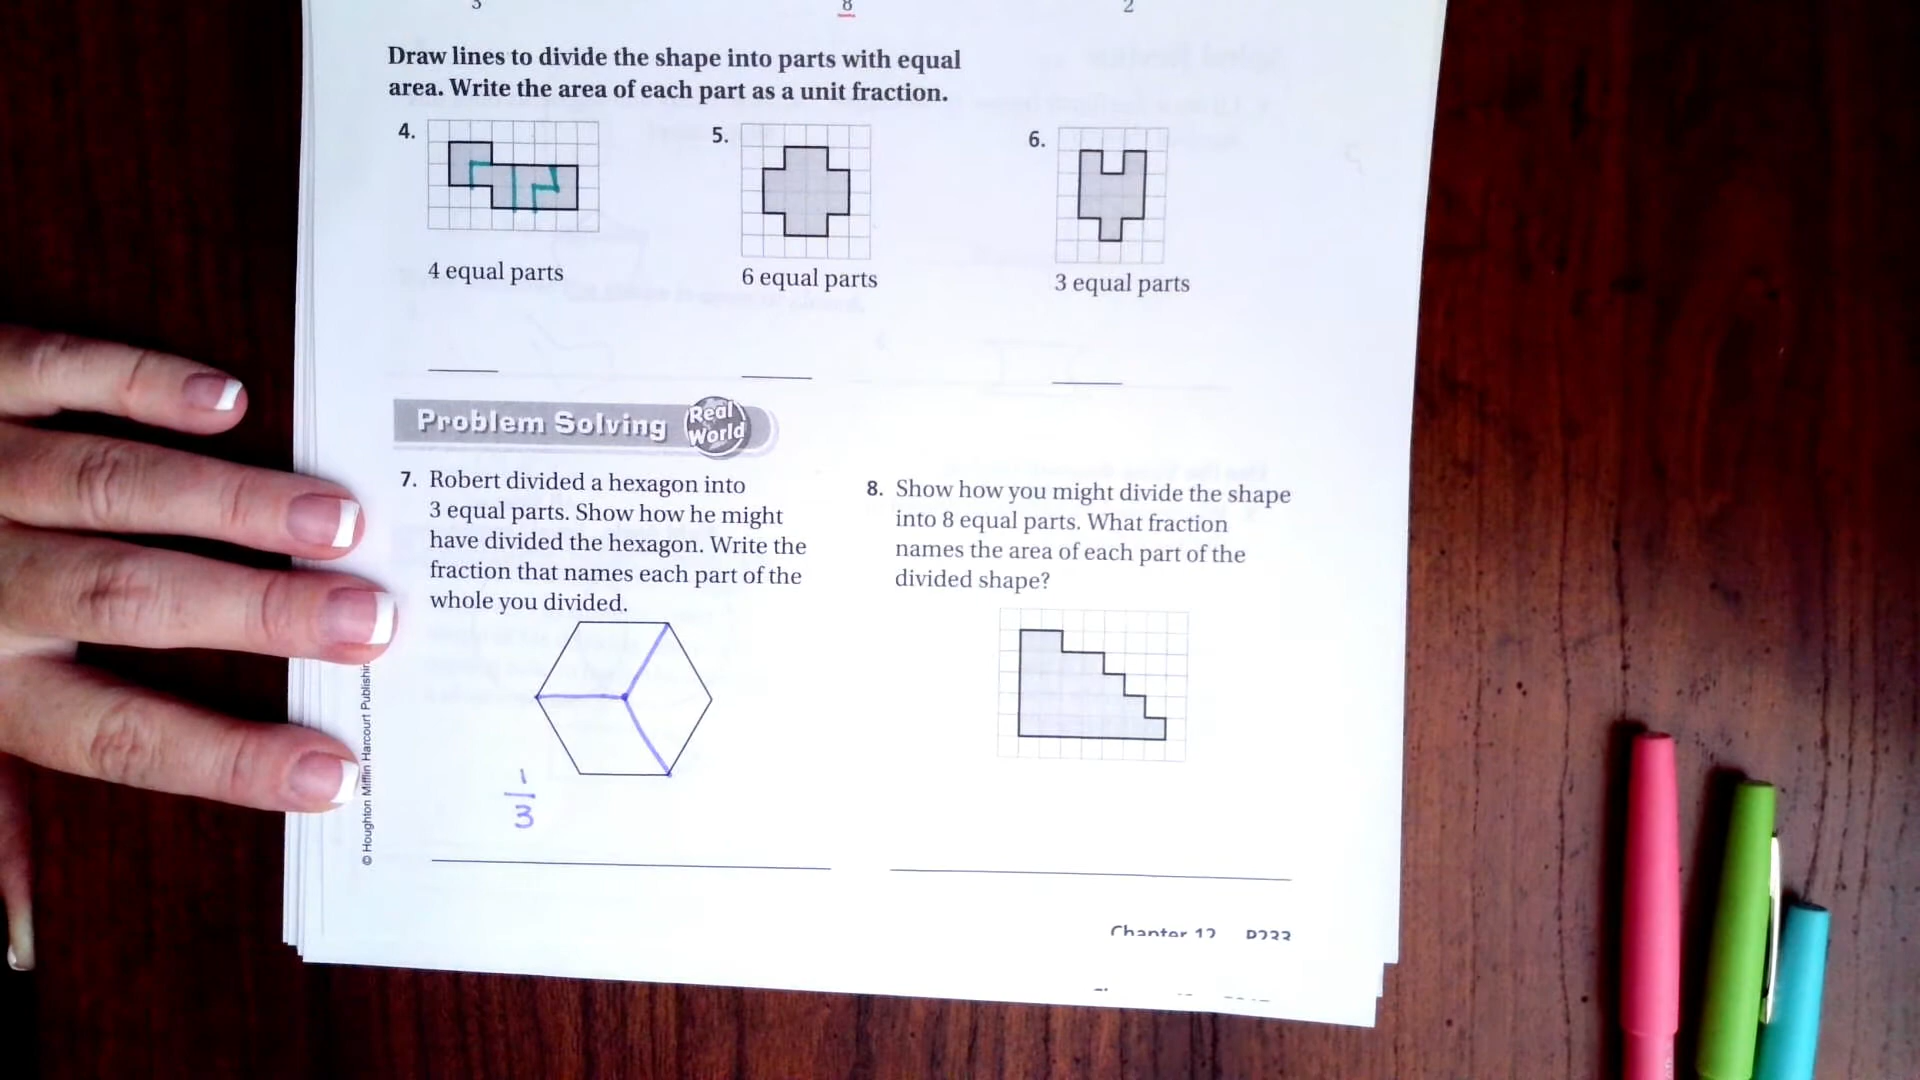 3
8
2
Draw lines to divide the shape into parts with equal
area. Write the area of each part as a unit fraction.
4.
5.
6.
4 equal parts
6 equal parts
3 equal parts
Problem Solving Real World
7. Robert divided a hexagon into
3 equal parts. Show how he might
have divided the hexagon. Write the
fraction that names each part of the
whole you divided.
1
3
8. Show how you might divide the shape
into 8 equal parts. What fraction
names the area of each part of the
divided shape?
© Houghton Mifflin Harcourt
Chapter 12